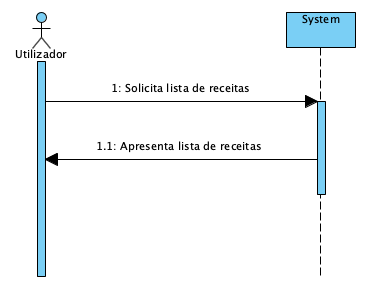 System
Utilizador
1: Solicita lista de receitas
1.1: Apresenta lista de receitas